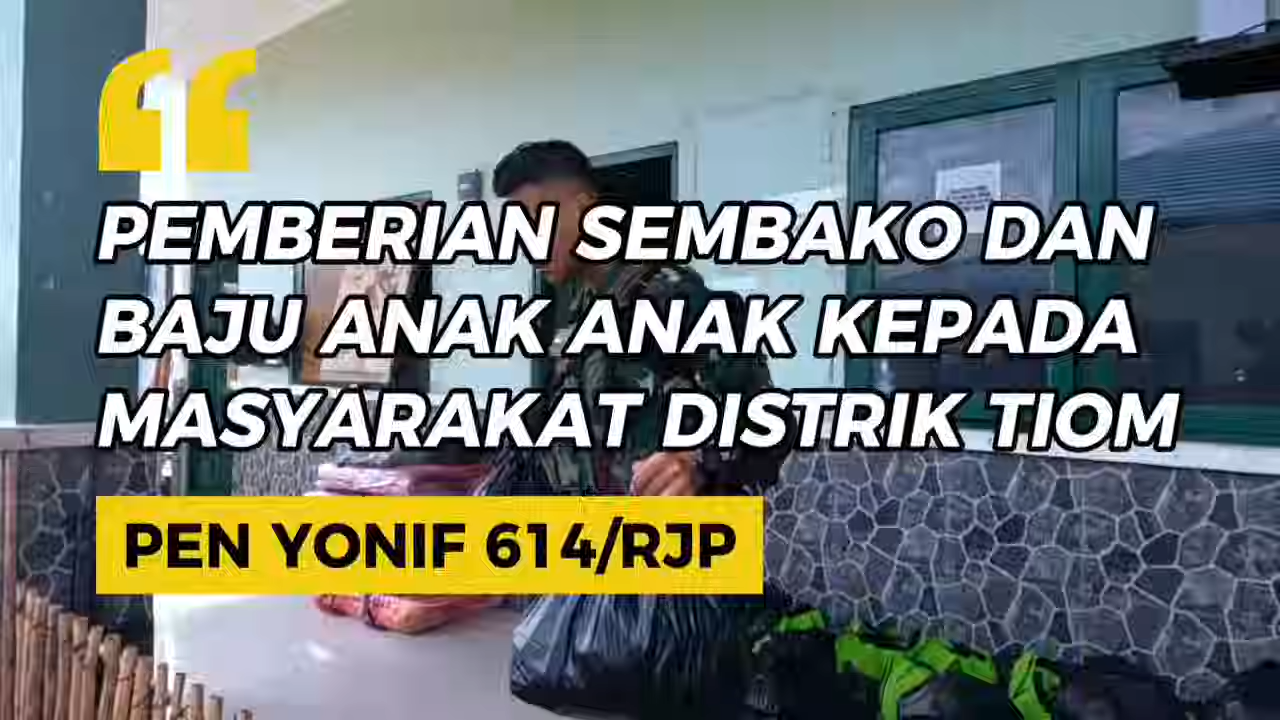 PEMBERIAN SEMBAKO DAN
BAJU ANAK ANAK KEPADA
MASYARAKAT DISTRIK TIOM
PEN YONIF 614/RJP